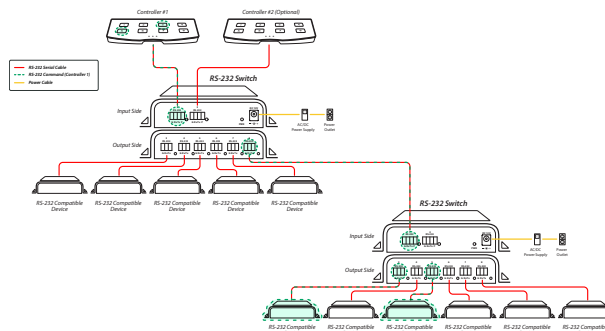 Controller #1
Controller #2 (Optional)
RS-232 Serial Cable
RS-232 Command (Controller 1)
Power Cable
RS-232 Switch
Input Side
AC/DC
Power Supply
Power
Outlet
Output Side
RS-232 Compatible
Device
RS-232 Compatible
Device
RS-232 Compatible
Device
RS-232 Compatible
Device
RS-232 Compatible
Device
RS-232 Switch
Input Side
AC/DC
Power Supply
Power
Outlet
Output Side
RS-232 Compatible
RS-232 Compatible
RS-232 Compatible
RS-232 Compatible
RS-232 Compatible
RS-232 Compatible